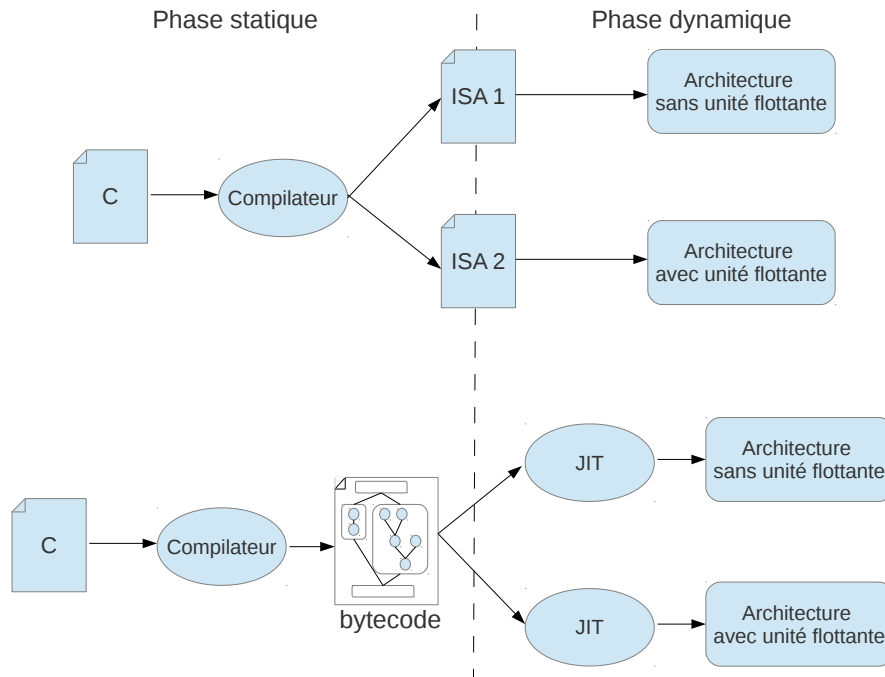 Phase statique
Phase dynamique
ISA 1
Architecture
sans unité flottante
C
Compilateur
ISA 2
Architecture
avec unité flottante
JIT
Architecture
sans unité flottante
C
Compilateur
bytecode
JIT
Architecture
avec unité flottante